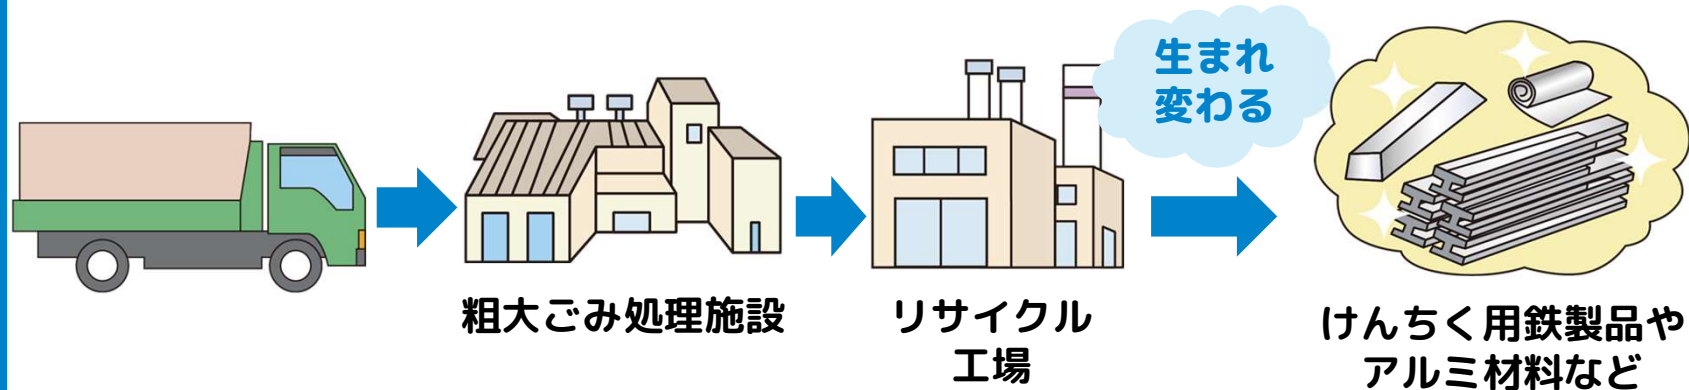 生まれ
変わる
粗大ごみ処理施設
リサイクル
工場
けんちく用鉄製品や
アルミ材料など